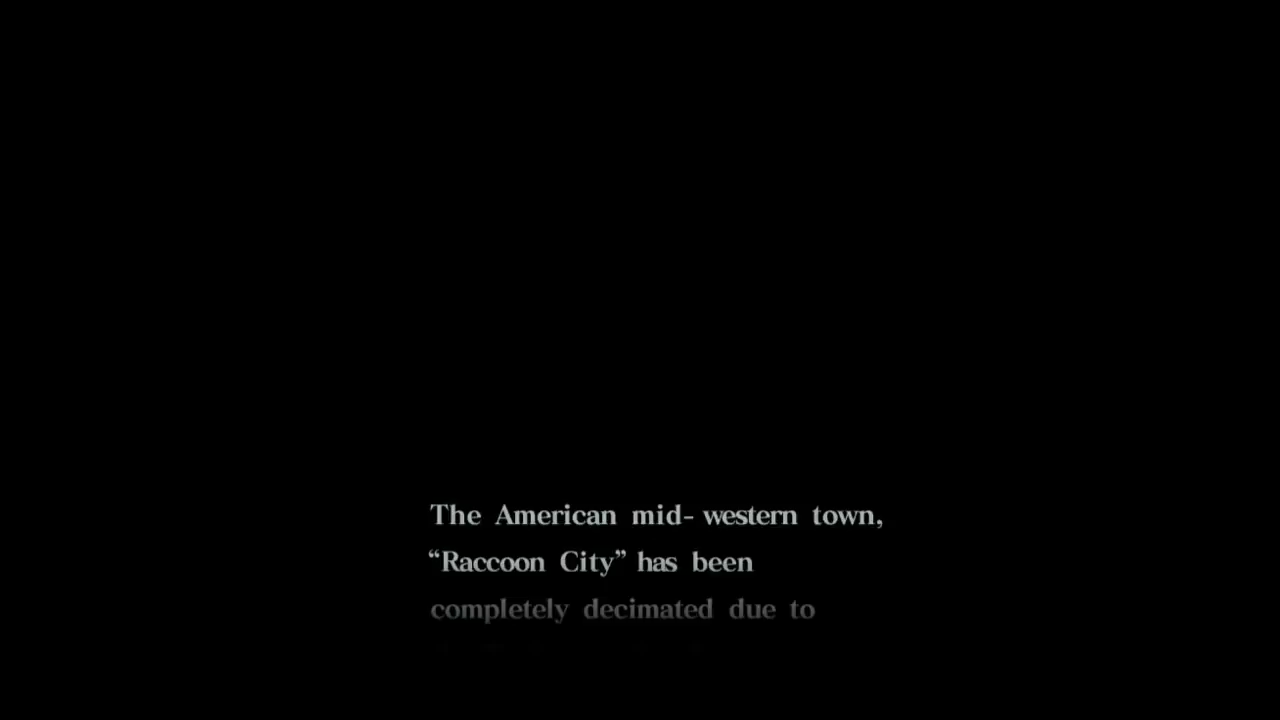 The American mid- western town,
“Raccoon City” has been
completely decimated due to